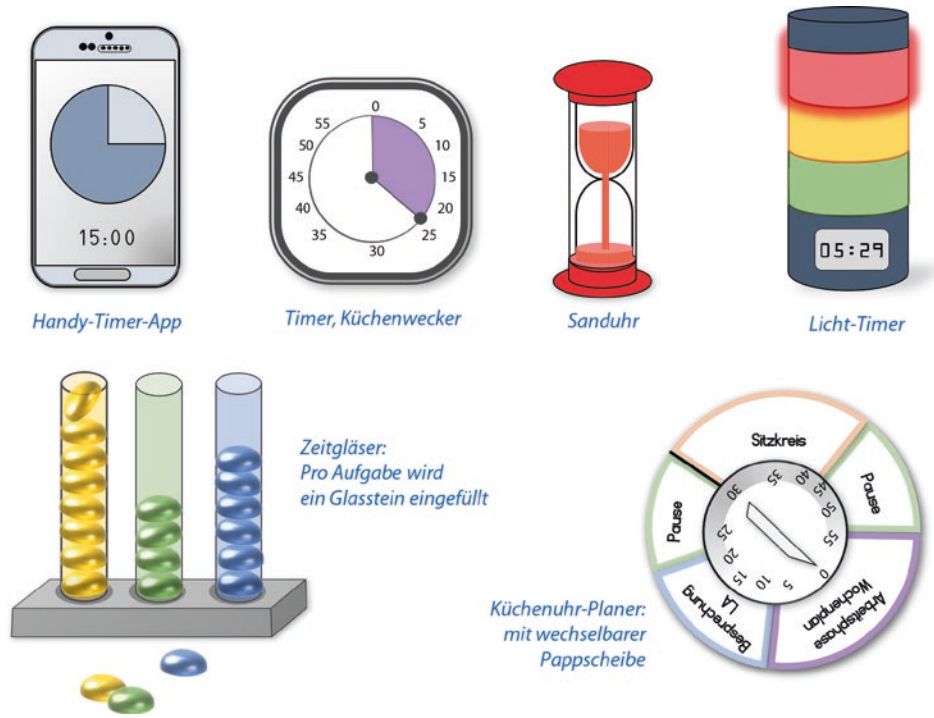 15:00
Handy-Timer-App
0
5
10
15
20
25
30
35
40
45
50
55
Timer, Küchenwecker
Sanduhr
05:29
Licht-Timer
Zeitgläser:
Pro Aufgabe wird
ein Glasstein eingefüllt
Küchenuhr-Planer:
mit wechselbarer
Pappscheibe
Sitzkreis
Pause
Arbeitsphase
Wochenplan
Besprechung
LA
Pause
0
5
10
15
20
25
30
35
40
45
50
55